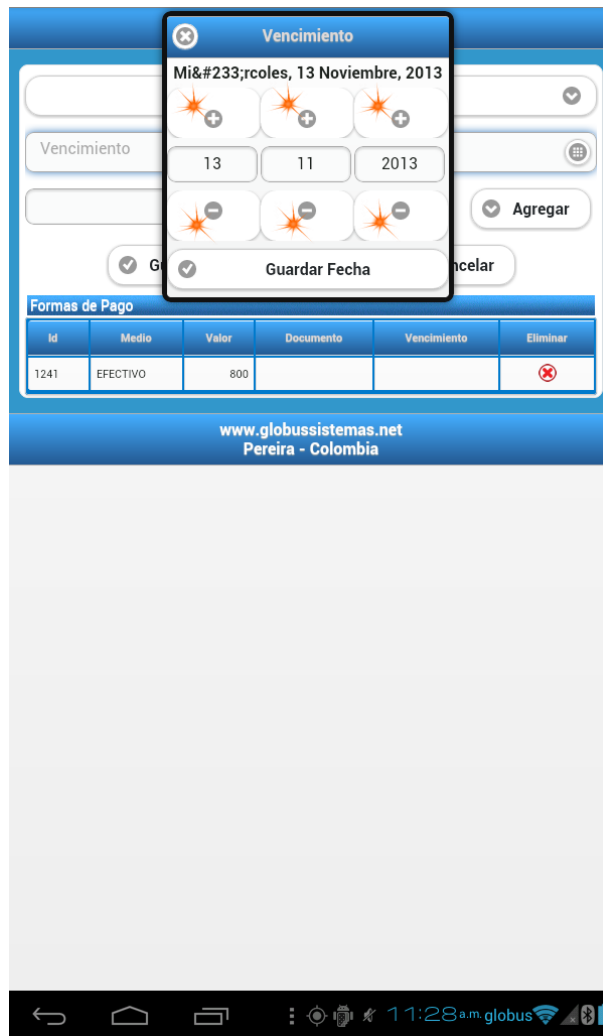 Vencimiento
Mi&#233;rcoles, 13 Noviembre, 2013
Vencimiento
13 11 2013
Agregar
G
Guardar Fecha
ncelar
Formas de Pago
Id Medio Valor Documento Vencimiento Eliminar
1241 EFECTIVO 800
www.globussistemas.net
Pereira - Colombia
11:28 a.m. globus